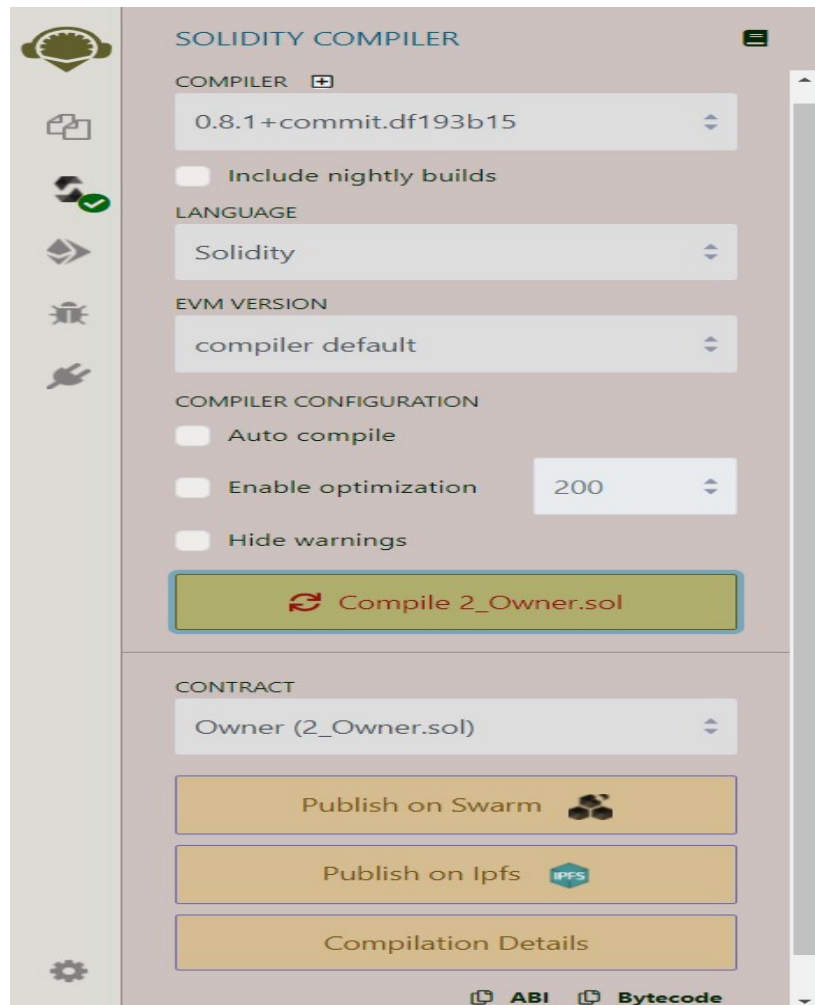 SOLIDITY COMPILER
COMPILER
0.8.1+commit.df193b15
Include nightly builds
LANGUAGE
Solidity
EVM VERSION
compiler default
COMPILER CONFIGURATION
Auto compile
Enable optimization 200
Hide warnings
Compile 2_Owner.sol
CONTRACT
Owner (2_Owner.sol)
Publish on Swarm
Publish on Ipfs IPFS
Compilation Details
ABI Bytecode